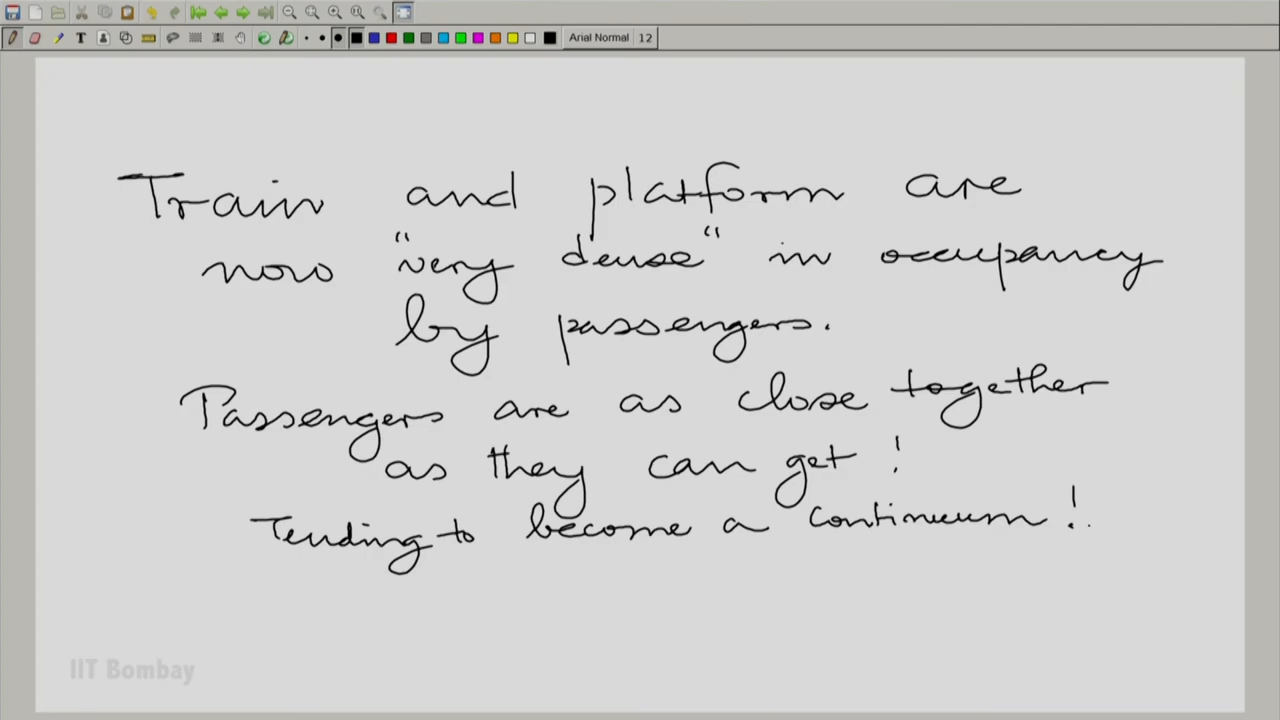 Arial Normal 12
Train and platform are
now "very dense" in occupancy
by passengers.
Passengers are as close together
as they can get!
Tending to become a continuum!
IIT Bombay